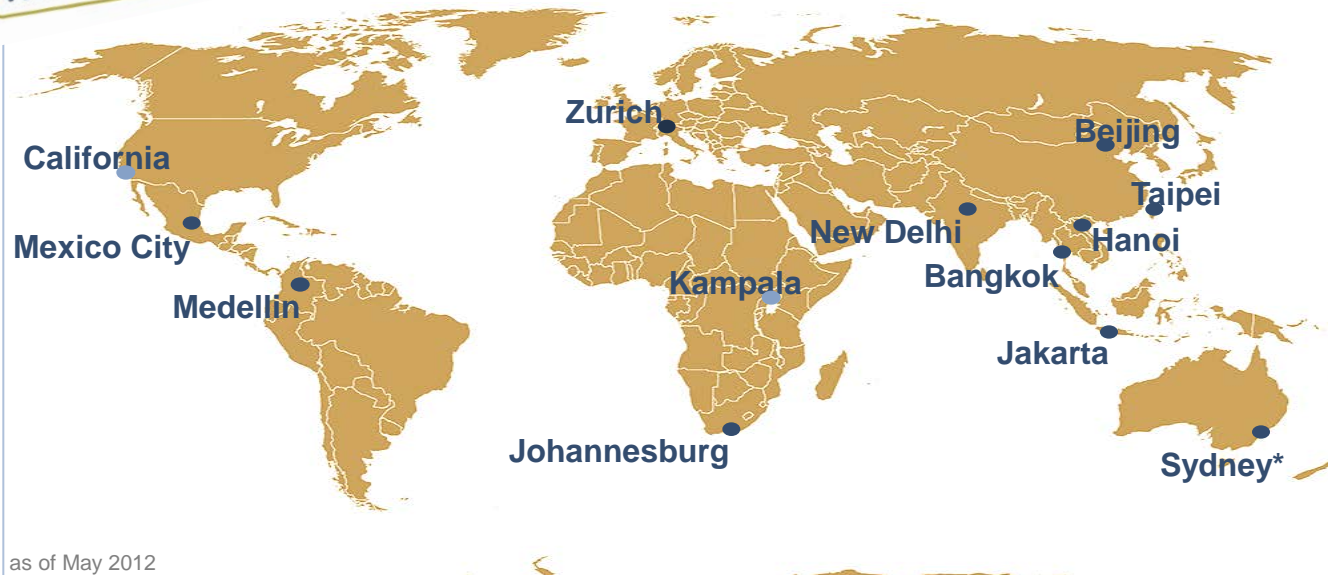 Zurich
Beijing
California
Taipei
New Delhi
Hanoi
Mexico City
Bangkok
Kampala
Medellin
Jakarta
Johannesburg
Sydney*
as of May 2012